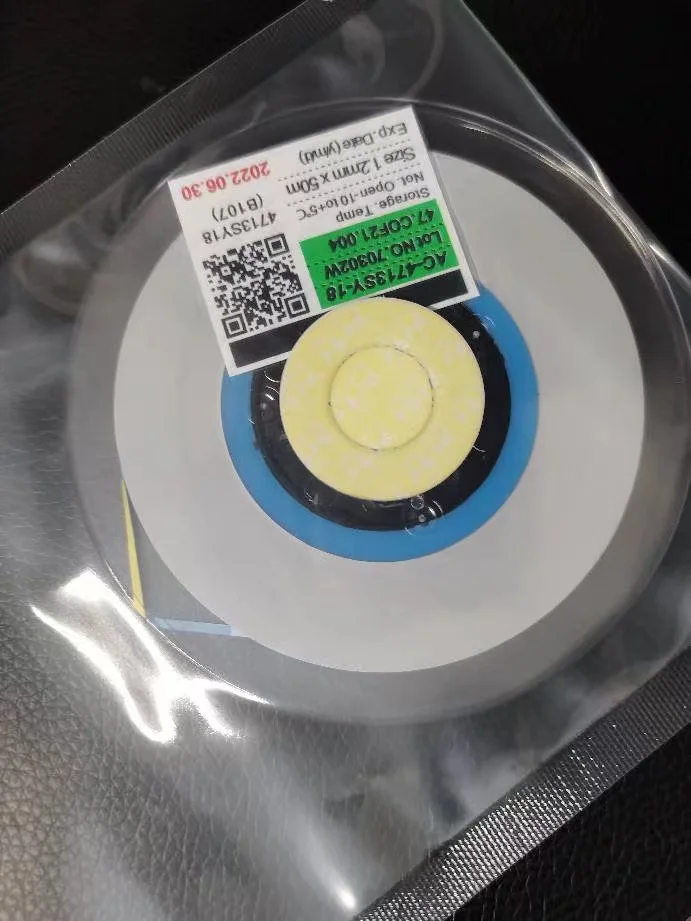 AC-4713SY-18
Lot NO.70302W
47.COF21.004
Storage. Temp
Not. Open-10 to+5℃
Size 1.2mm x 50m
Exp. Date (y/m/d)
4713SY18
(B107)
2022.06.30